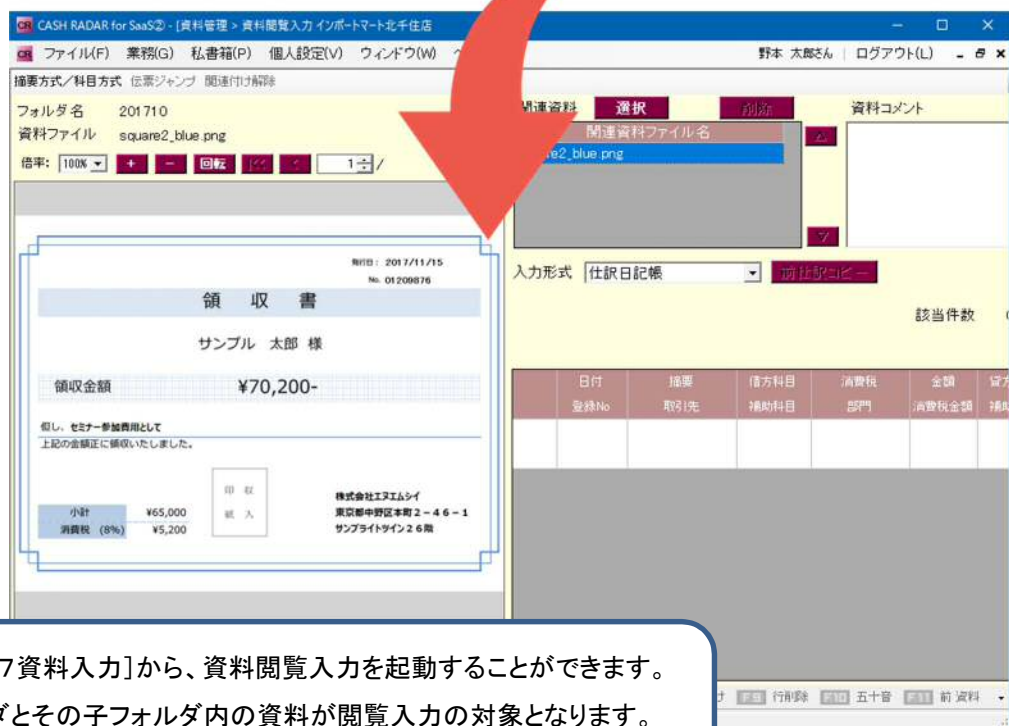 CASH RADAR for SaaS② - [資料管理 > 資料閲覧入力 インポートマート北千住店
ファイル(F) 業務(G) 私書箱(P) 個人設定(V) ウィンドウ(W)
野本 太郎さん | ログアウト(L)
摘要方式/科目方式 伝票ジャンプ 関連付け解除
フォルダ名 201710
資料ファイル square2_blue.png
倍率: 100% + - 回転 |<< < 1 /
関連資料 選択 削除 資料コメント
関連資料ファイル名
re2_blue.png
発行日: 2017/11/15
No. 01209876
領 収 書
サンプル 太郎 様
領収金額 ¥70,200-
但し、セミナー参加費用として
上記の金額正に領収いたしました。
印 収
紙 入
小計 ¥65,000
消費税 (8%) ¥5,200
株式会社エヌエムシイ
東京都中野区本町2-46-1
サンブライトツイン26階
入力形式 仕訳日記帳 前仕訳コピー
該当件数
日付 摘要 借方科目 消費税 金額 貸方
登録No 取引先 補助科目 部門 消費税金額 補助
7資料入力]から、資料閲覧入力を起動することができます。
ダとその子フォルダ内の資料が閲覧入力の対象となります。
F9 行削除 F10 五十音 F11 前資料